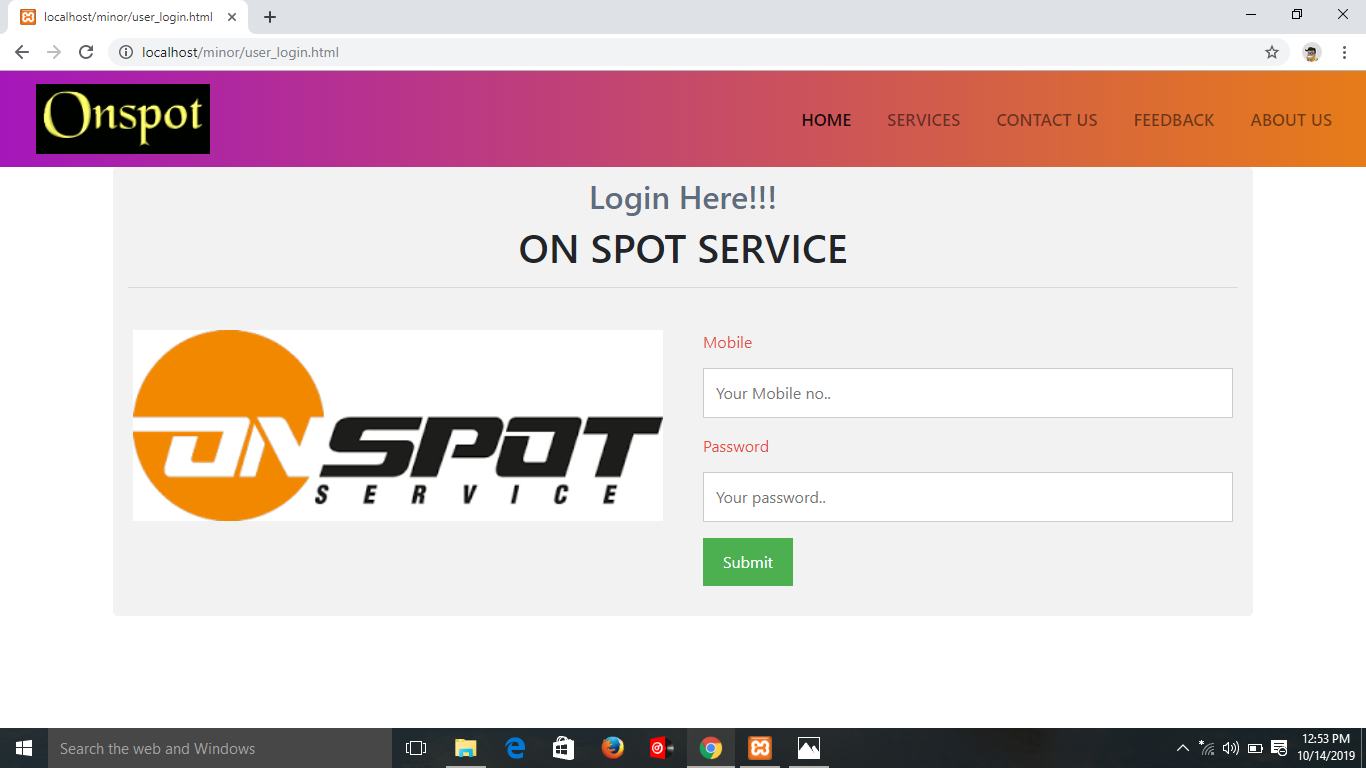 localhost/minor/user_login.html
localhost/minor/user_login.html
Onspot
HOME SERVICES CONTACT US FEEDBACK ABOUT US
Login Here!!!
ON SPOT SERVICE
ON SPOT
SERVICE
Mobile
Your Mobile no..
Password
Your password..
Submit
Search the web and Windows
12:53 PM
10/14/2019